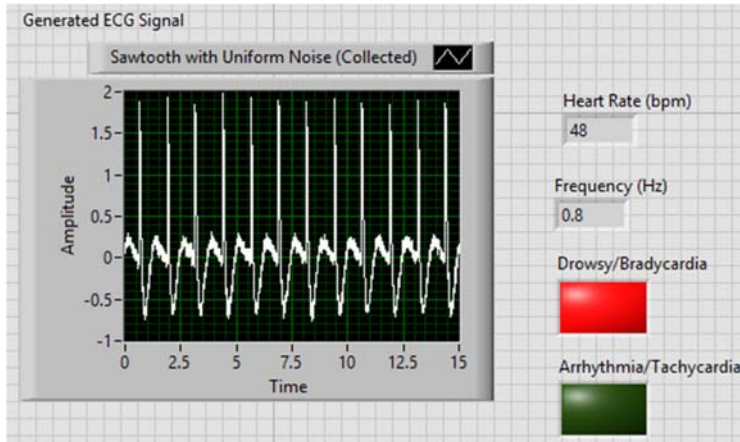 Generated ECG Signal
Sawtooth with Uniform Noise (Collected)
Amplitude
2
1.5
1
0.5
0
-0.5
-1
0 2.5 5 7.5 10 12.5 15
Time
Heart Rate (bpm)
48
Frequency (Hz)
0.8
Drowsy/Bradycardia
Arrhythmia/Tachycardia